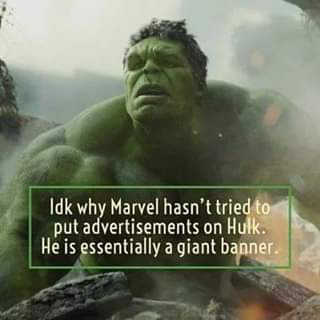 Idk why Marvel hasn't tried to
put advertisements on Hulk.
He is essentially a giant banner.